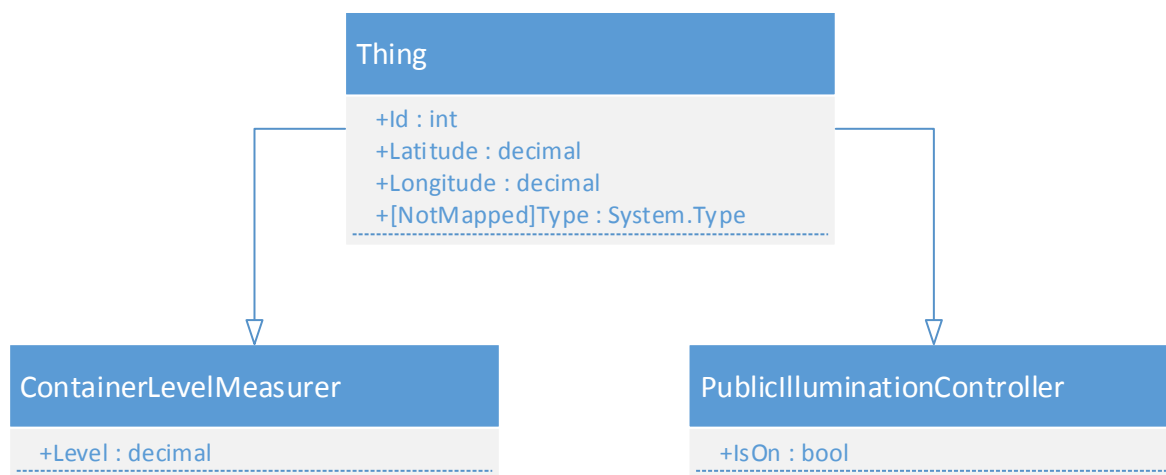 Thing
+Id : int
+Latitude : decimal
+Longitude : decimal
+[NotMapped]Type : System.Type
ContainerLevelMeasurer
+Level : decimal
PublicIlluminationController
+IsOn : bool